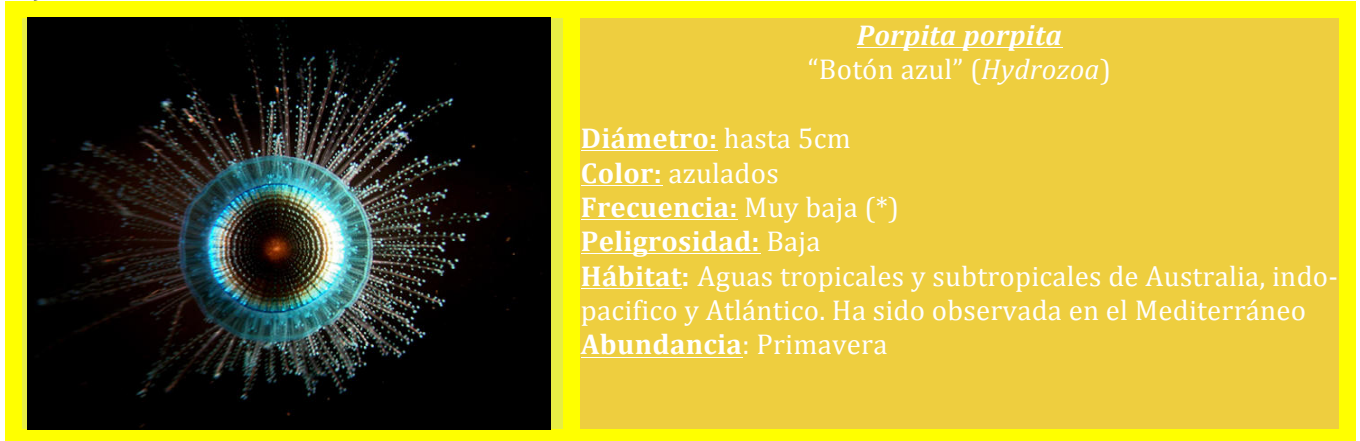 Porpita porpita
“Botón azul” (Hydrozoa)
Diámetro: hasta 5cm
Color: azulados
Frecuencia: Muy baja (*)
Peligrosidad: Baja
Hábitat: Aguas tropicales y subtropicales de Australia, indo-
pacifico y Atlántico. Ha sido observada en el Mediterráneo
Abundancia: Primavera